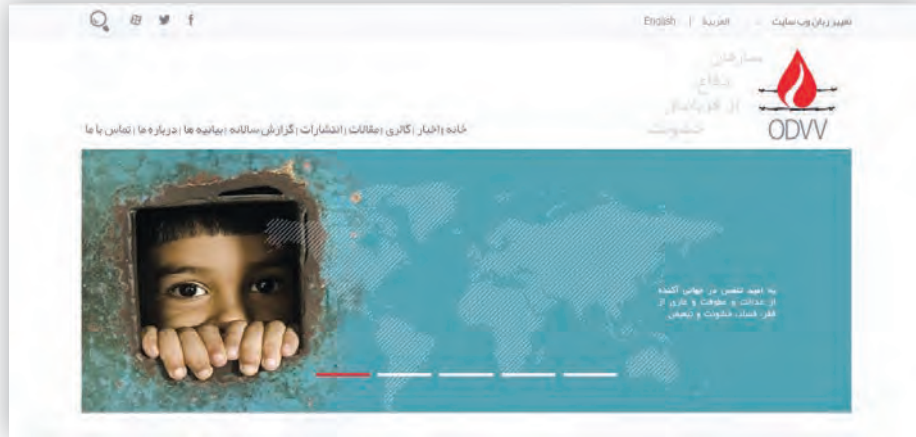 تغییر زبان وب سایت    العربية | English
سازمان
دفاع
از قربانیان
خشونت
ODVV
خانه | اخبار | گالری | مقالات | انتشارات | گزارش سالانه | بیانیه ها | درباره ما | تماس با ما
به امید تنفس در جهانی آکنده
از عدالت و عطوفت و عاری از
فقر، فساد، خشونت و تبعیض